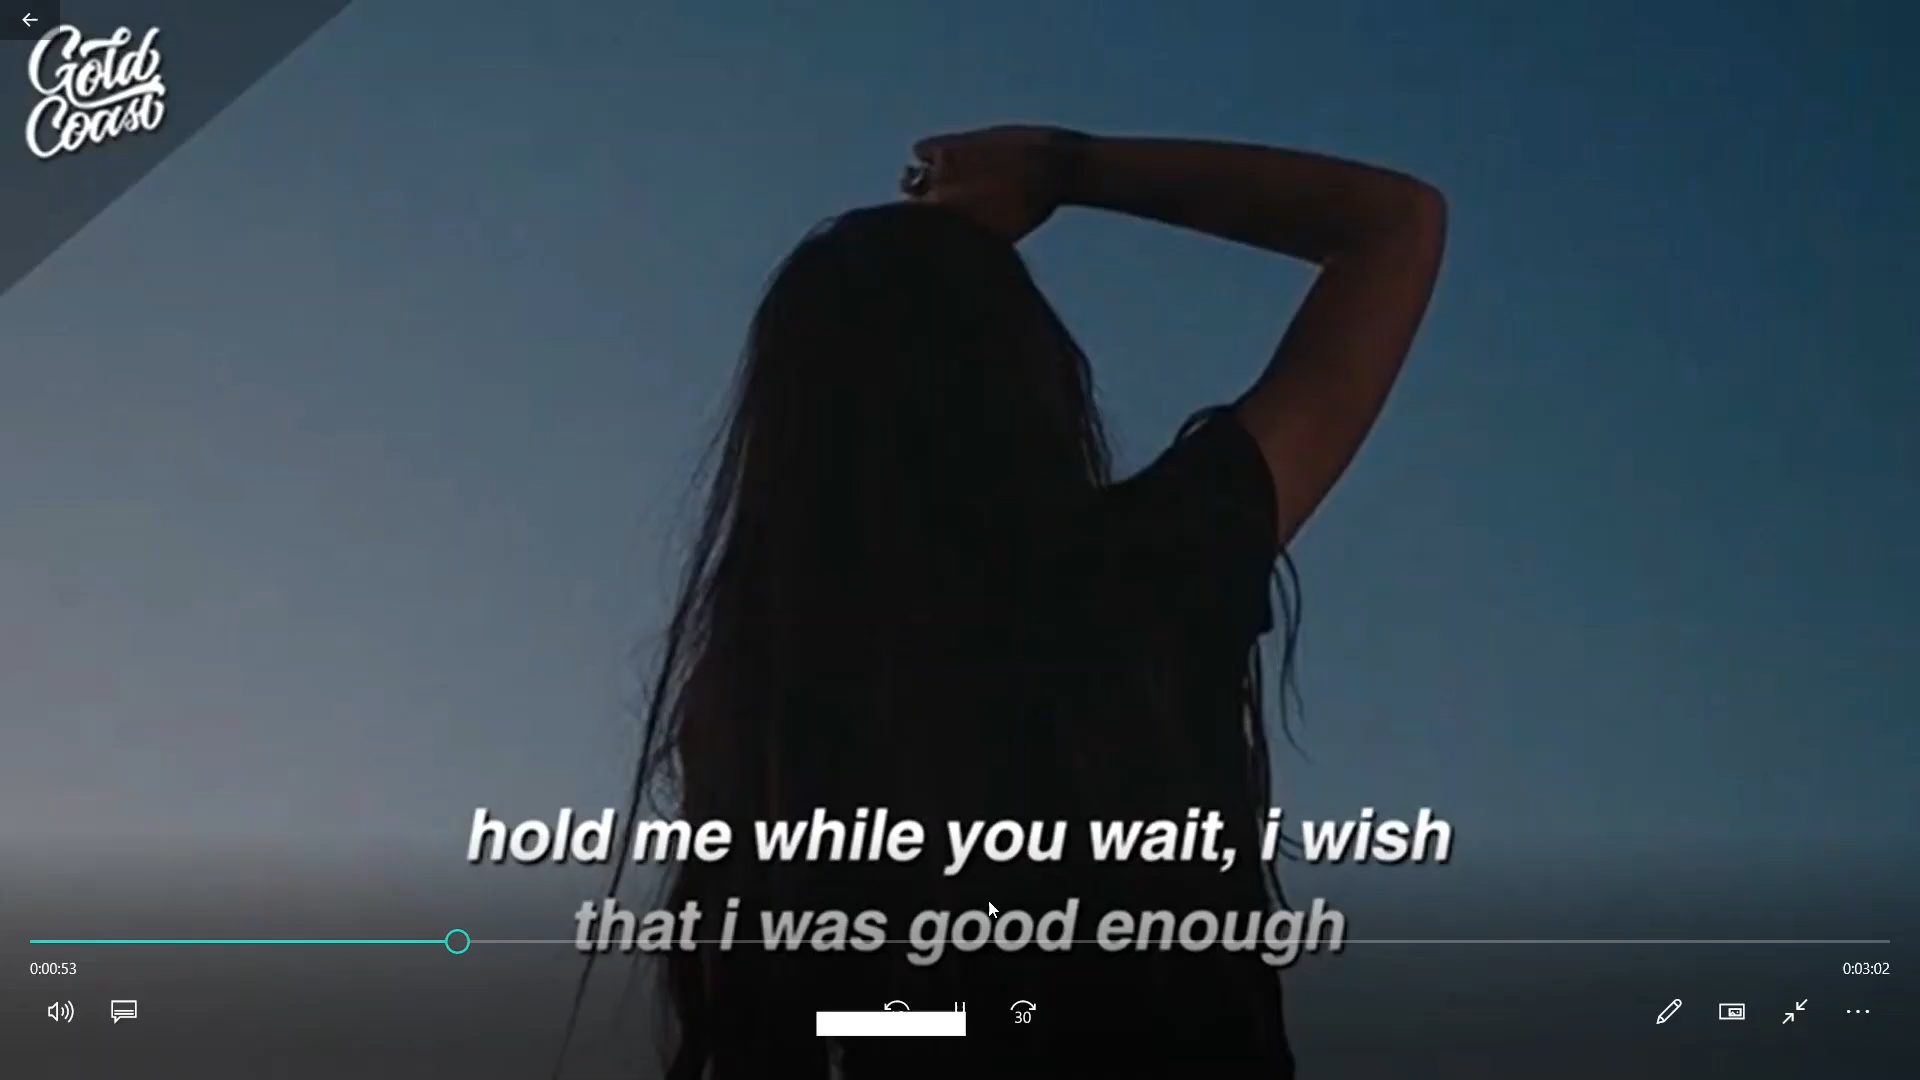 Gold
Coast
hold me while you wait, i wish
that i was good enough
0:00:53
0:03:02
30